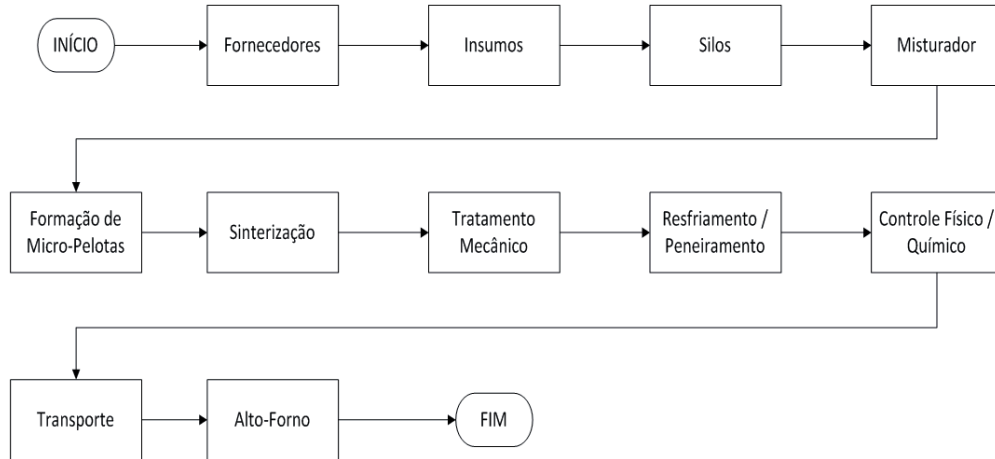 INÍCIO
Fornecedores
Insumos
Silos
Misturador
Formação de
Micro-Pelotas
Sinterização
Tratamento
Mecânico
Resfriamento /
Peneiramento
Controle Físico /
Químico
Transporte
Alto-Forno
FIM